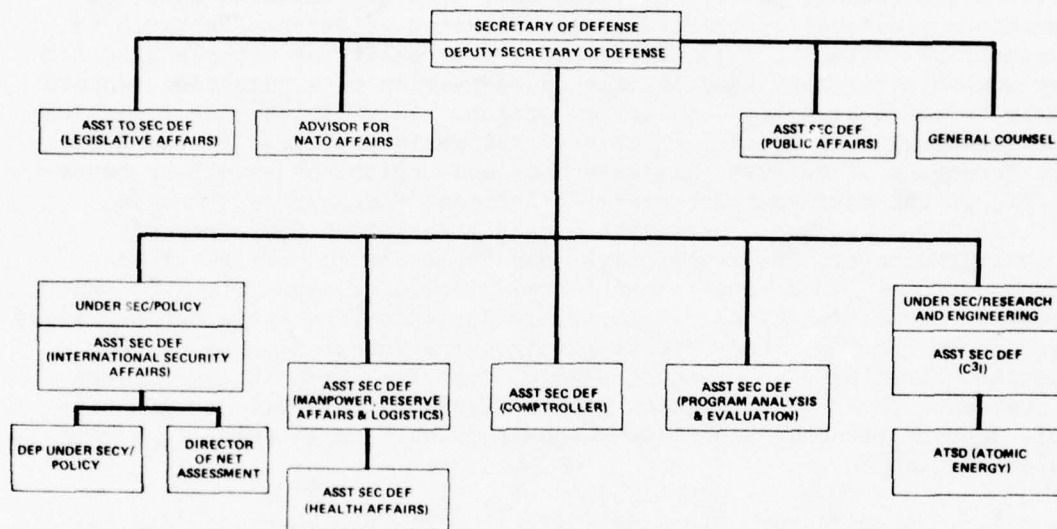 SECRETARY OF DEFENSE
DEPUTY SECRETARY OF DEFENSE
ASST TO SEC DEF
(LEGISLATIVE AFFAIRS)
ADVISOR FOR
NATO AFFAIRS
ASST SEC DEF
(PUBLIC AFFAIRS)
GENERAL COUNSEL
UNDER SEC/POLICY
ASST SEC DEF
(INTERNATIONAL SECURITY
AFFAIRS)
DEP UNDER SECY/
POLICY
DIRECTOR
OF NET
ASSESSMENT
ASST SEC DEF
(MANPOWER, RESERVE
AFFAIRS & LOGISTICS)
ASST SEC DEF
(HEALTH AFFAIRS)
ASST SEC DEF
(COMPTROLLER)
ASST SEC DEF
(PROGRAM ANALYSIS
& EVALUATION)
UNDER SEC/RESEARCH
AND ENGINEERING
ASST SEC DEF
(C³I)
ATSD (ATOMIC
ENERGY)